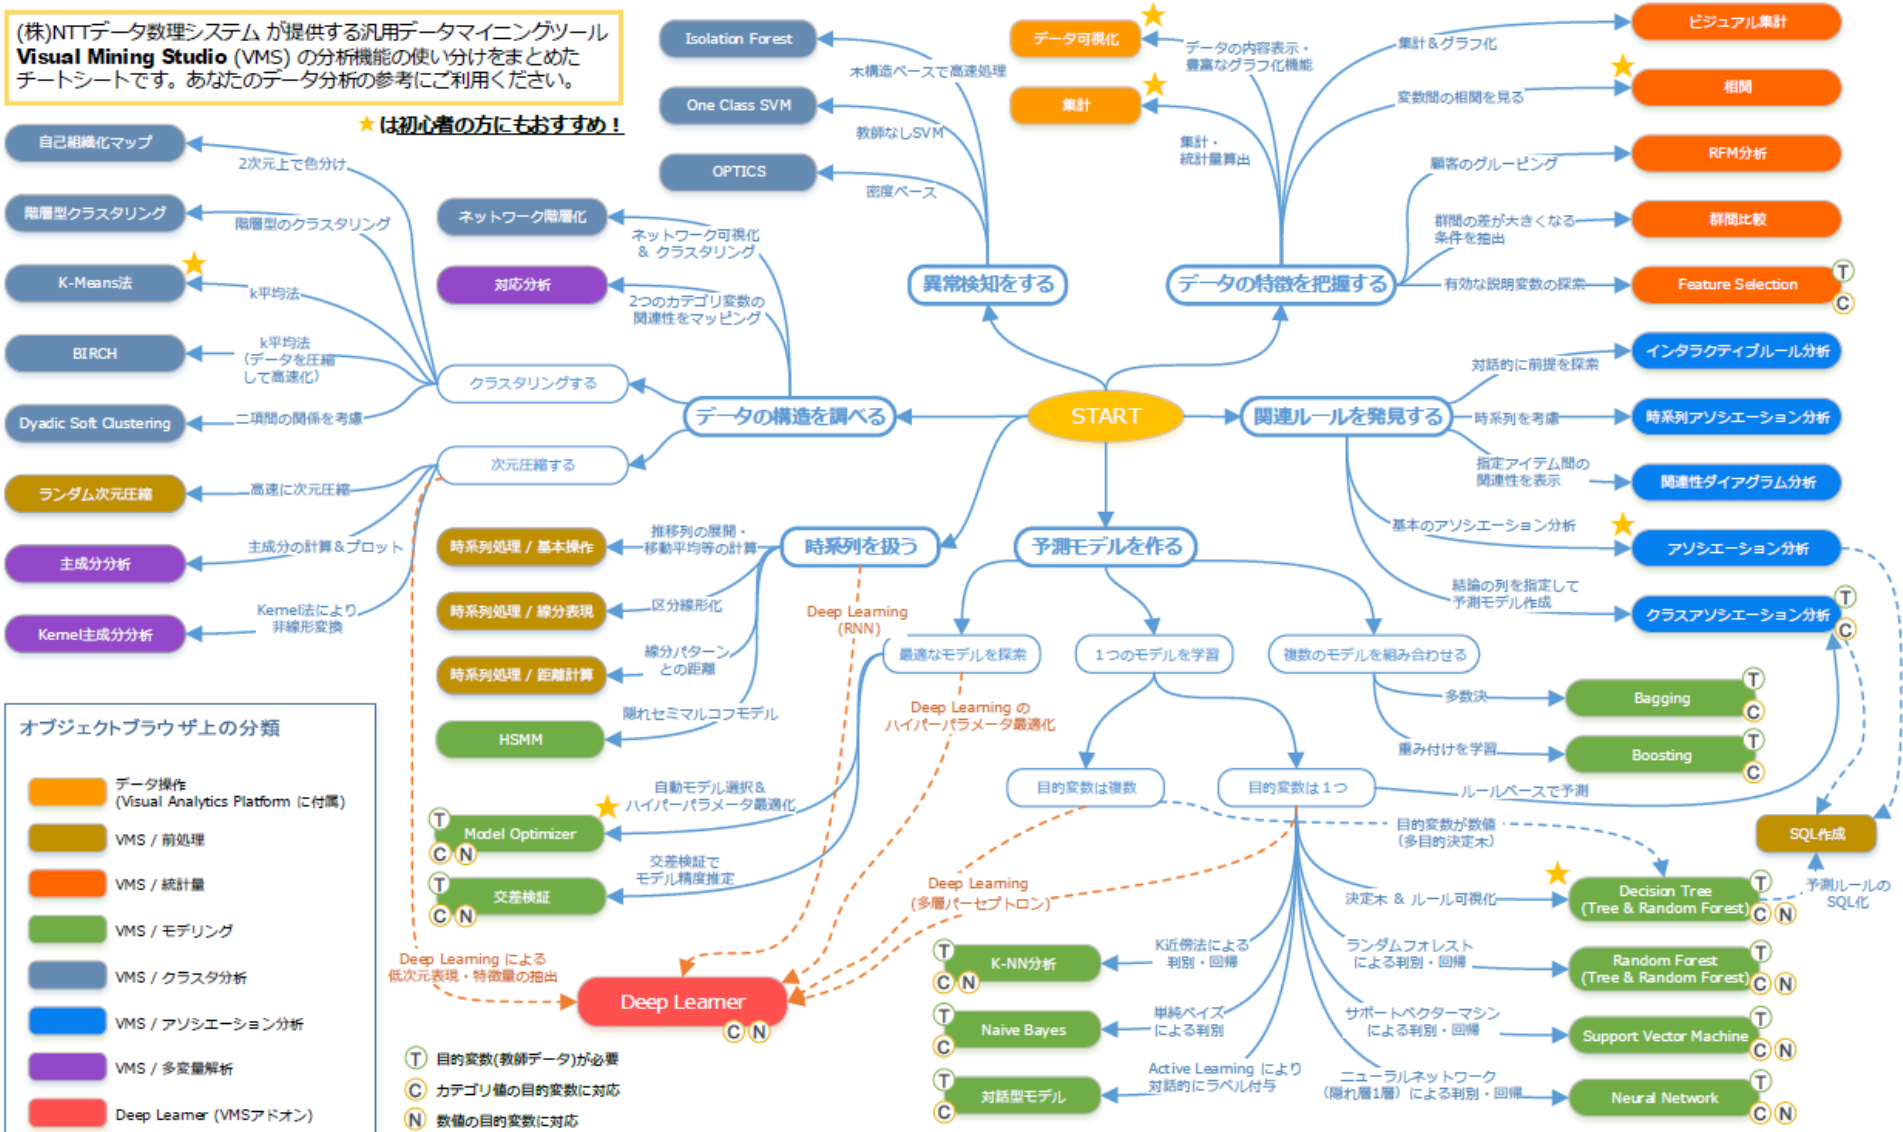 (株)NTTデータ数理システム が提供する汎用データマイニングツール
Visual Mining Studio (VMS) の分析機能の使い分けをまとめた
チートシートです。あなたのデータ分析の参考にご利用ください。
★は初心者の方にもおすすめ！
自己組織化マップ
2次元上で色分け
階層型クラスタリング
階層型のクラスタリング
K-Means法
k平均法
BIRCH
k平均法
(データを圧縮
して高速化)
Dyadic Soft Clustering
二項間の関係を考慮
クラスタリングする
ランダム次元圧縮
高速に次元圧縮
主成分分析
主成分の計算＆プロット
Kernel主成分分析
Kernel法により
非線形変換
次元圧縮する
ネットワーク階層化
ネットワーク可視化
& クラスタリング
対応分析
2つのカテゴリ変数の
関連性をマッピング
データの構造を調べる
Isolation Forest
木構造ベースで高速処理
One Class SVM
教師なしSVM
OPTICS
密度ベース
異常検知をする
データ可視化
データの内容表示・
豊富なグラフ化機能
集計
集計・
統計量算出
データの特徴を把握する
集計＆グラフ化
ビジュアル集計
変数間の相関を見る
相関
顧客のグルーピング
RFM分析
群間の差が大きくなる
条件を抽出
群間比較
有効な説明変数の探索
Feature Selection
T
C
START
関連ルールを発見する
対話的に前提を探索
インタラクティブルール分析
時系列を考慮
時系列アソシエーション分析
指定アイテム間の
関連性を表示
関連性ダイアグラム分析
基本のアソシエーション分析
アソシエーション分析
結論の列を指定して
予測モデル作成
クラスアソシエーション分析
T
C
時系列を扱う
時系列処理 / 基本操作
推移列の展開・
移動平均等の計算
時系列処理 / 線分表現
区分線形化
時系列処理 / 距離計算
線分パターン
との距離
HSMM
隠れセミマルコフモデル
Deep Learning
(RNN)
予測モデルを作る
最適なモデルを探索
1つのモデルを学習
複数のモデルを組み合わせる
Deep Learning の
ハイパーパラメータ最適化
多数決
Bagging
T
C
重み付けを学習
Boosting
T
C
目的変数は複数
目的変数は1つ
ルールベースで予測
自動モデル選択＆
ハイパーパラメータ最適化
Model Optimizer
T
C N
交差検証で
モデル精度推定
交差検証
T
C N
目的変数が数値
(多目的決定木)
SQL作成
予測ルールの
SQL化
決定木 & ルール可視化
Decision Tree
(Tree & Random Forest)
T
C N
Deep Learning
(多層パーセプトロン)
Deep Learning による
低次元表現・特徴量の抽出
Deep Learner
C N
K近傍法による
判別・回帰
K-NN分析
T
C N
ランダムフォレスト
による判別・回帰
Random Forest
(Tree & Random Forest)
T
C N
単純ベイズ
による判別
Naive Bayes
T
C
サポートベクターマシン
による判別・回帰
Support Vector Machine
T
C N
Active Learning により
対話的にラベル付与
対話型モデル
T
C
ニューラルネットワーク
(隠れ層1層) による判別・回帰
Neural Network
T
C N
オブジェクトブラウザ上の分類
データ操作
(Visual Analytics Platform に付属)
VMS / 前処理
VMS / 統計量
VMS / モデリング
VMS / クラスタ分析
VMS / アソシエーション分析
VMS / 多変量解析
Deep Learner (VMSアドオン)
T 目的変数(教師データ)が必要
C カテゴリ値の目的変数に対応
N 数値の目的変数に対応